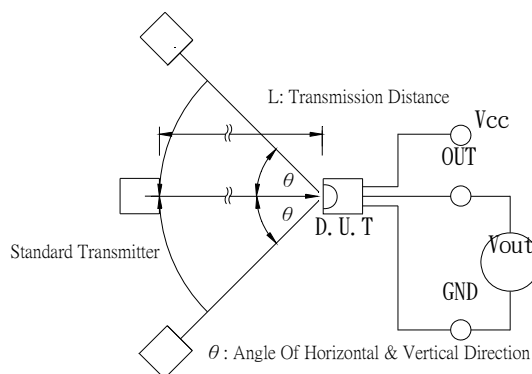 L: Transmission Distance
Vcc
OUT
θ
θ
D.U.T
Standard Transmitter
Vout
GND
θ : Angle Of Horizontal & Vertical Direction